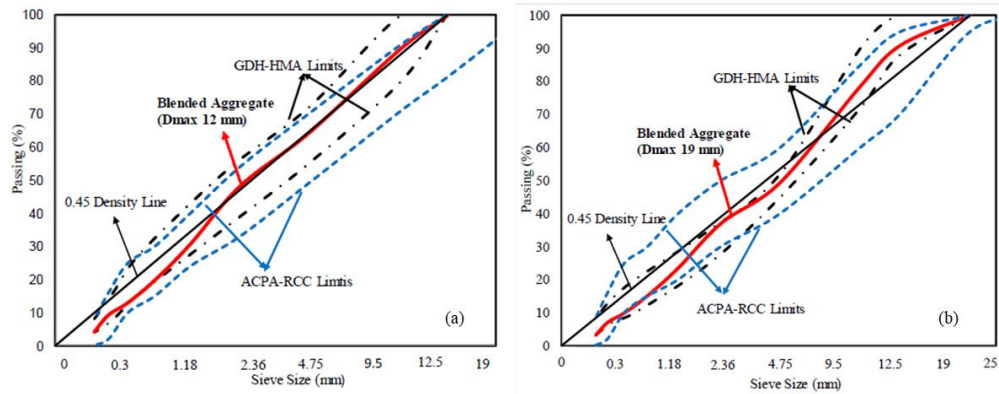 (a)
100
90
80
70
60
50
40
30
20
10
0
Passing (%)
GDH-HMA Limits
Blended Aggregate
(Dmax 12 mm)
0.45 Density Line
ACPA-RCC Limtis
0 0.3 1.18 2.36 4.75 9.5 12.5 19
Sieve Size (mm)
(b)
100
90
80
70
60
50
40
30
20
10
0
Passing (%)
GDH-HMA Limits
Blended Aggregate
(Dmax 19 mm)
0.45 Density Line
ACPA-RCC Limits
0 0.3 1.18 2.36 4.75 9.5 12.5 19 25
Sieve Size (mm)